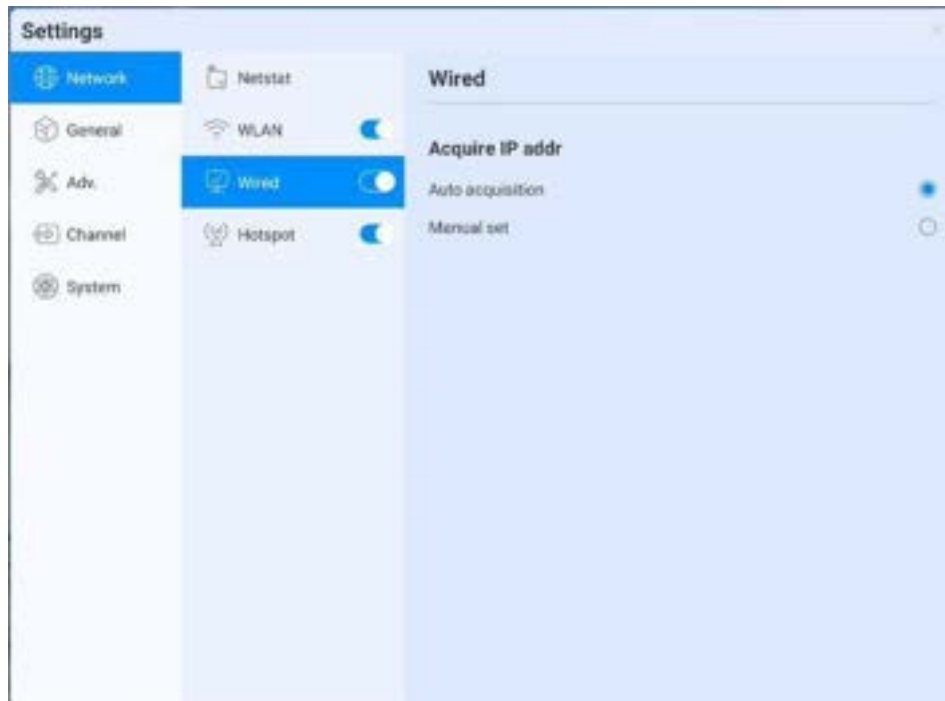 Settings
Network
General
Adv.
Channel
System
Netstat
WLAN
Wired
Hotspot
Wired
Acquire IP addr
Auto acquisition
Manual set